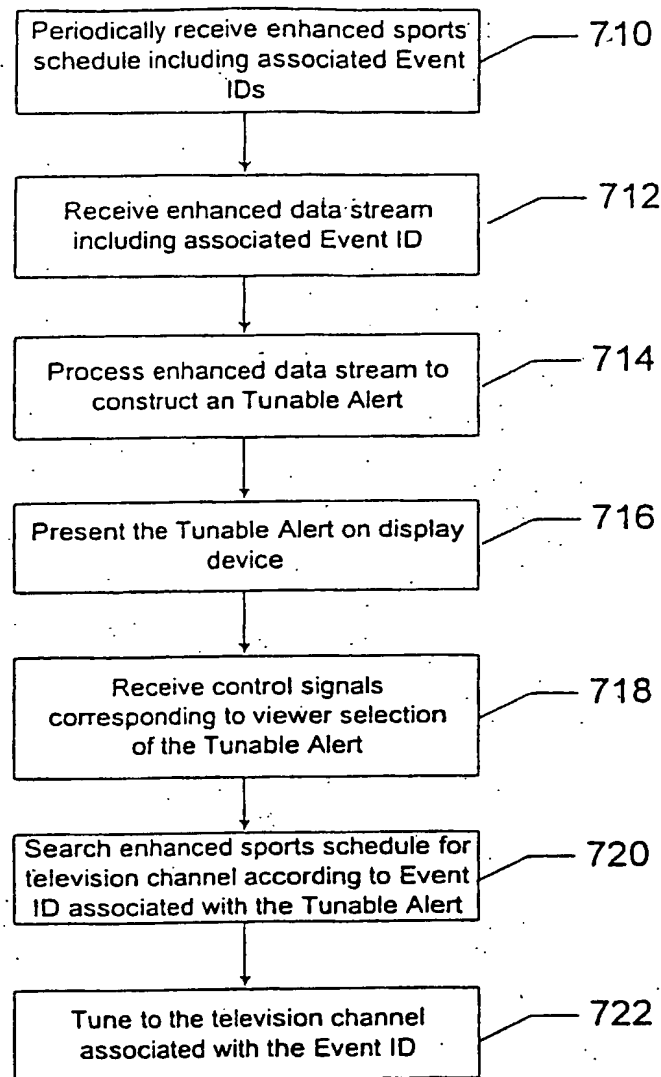 Periodically receive enhanced sports
schedule including associated Event
IDs
710
Receive enhanced data stream
including associated Event ID
712
Process enhanced data stream to
construct an Tunable Alert
714
Present the Tunable Alert on display
device
716
Receive control signals
corresponding to viewer selection
of the Tunable Alert
718
Search enhanced sports schedule for
television channel according to Event
ID associated with the Tunable Alert
720
Tune to the television channel
associated with the Event ID
722